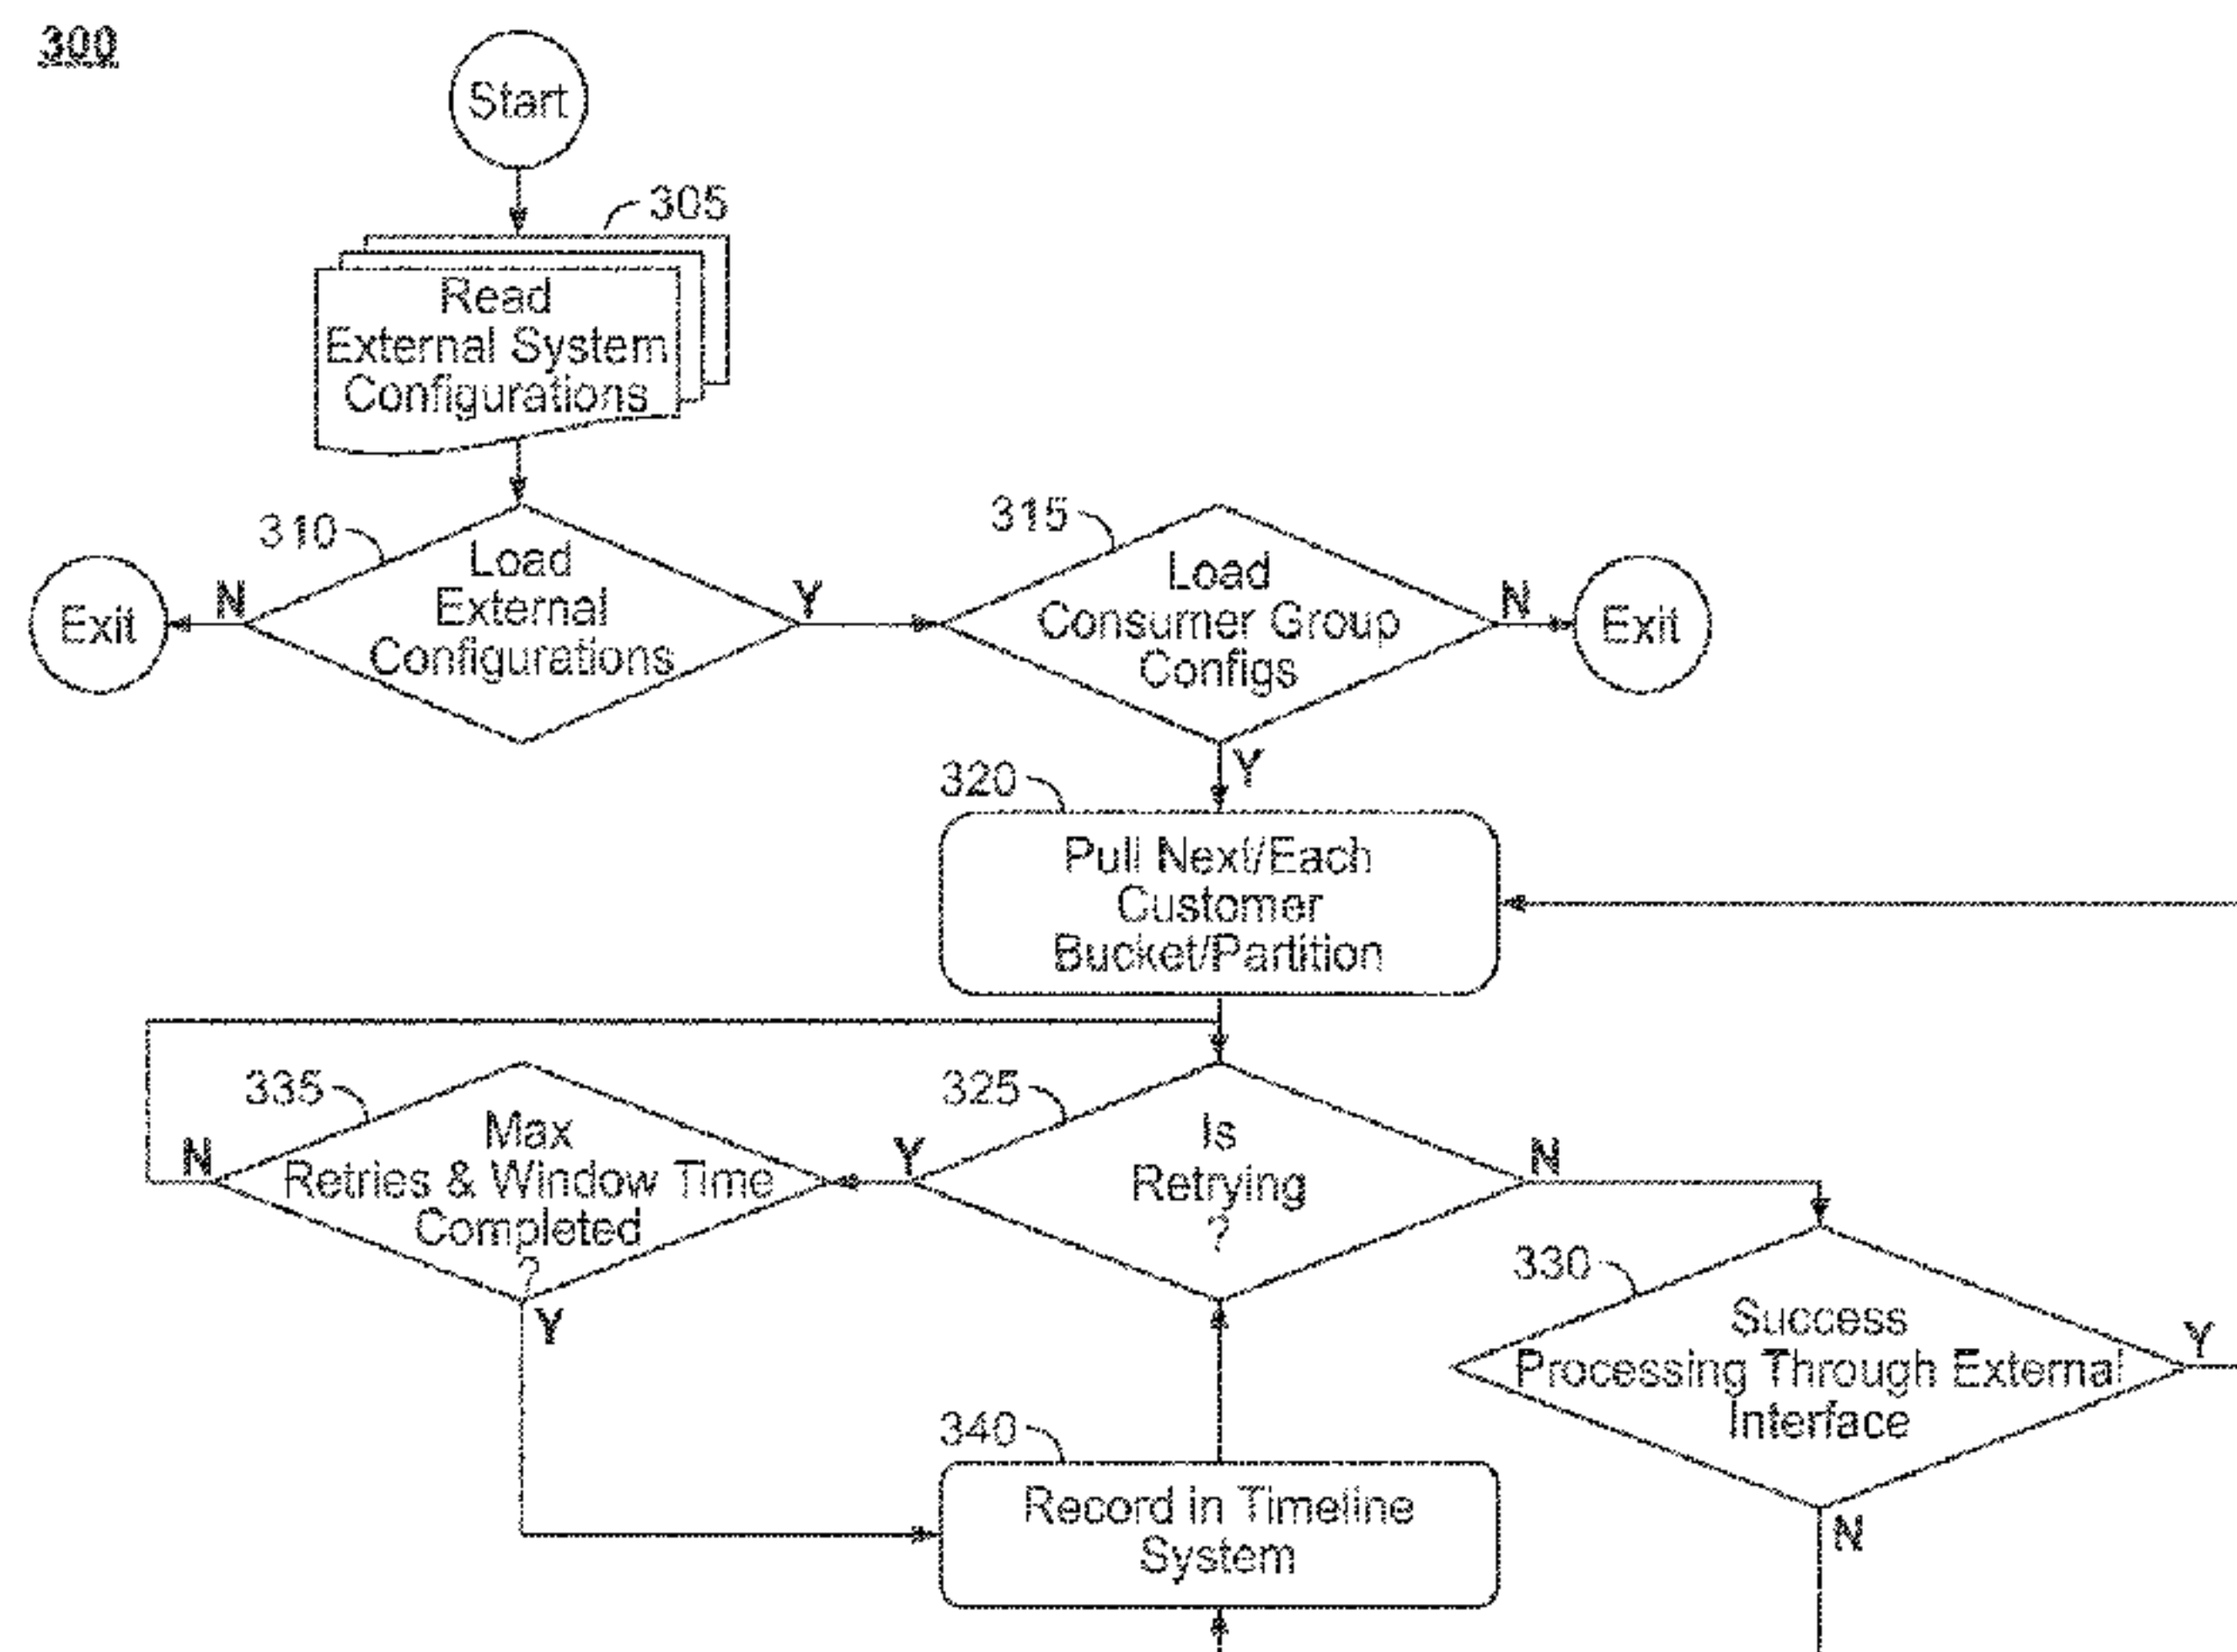 300
Start
305
Read
External System
Configurations
310
Load
External
Configurations
N
Exit
Y
315
Load
Consumer Group
Configs
N
Exit
Y
320
Pull Next/Each
Customer
Bucket/Partition
335
Max
Retries & Window Time
Completed
?
N
Y
325
Is
Retrying
?
Y
N
330
Success
Processing Through External
Interface
Y
N
340
Record in Timeline
System